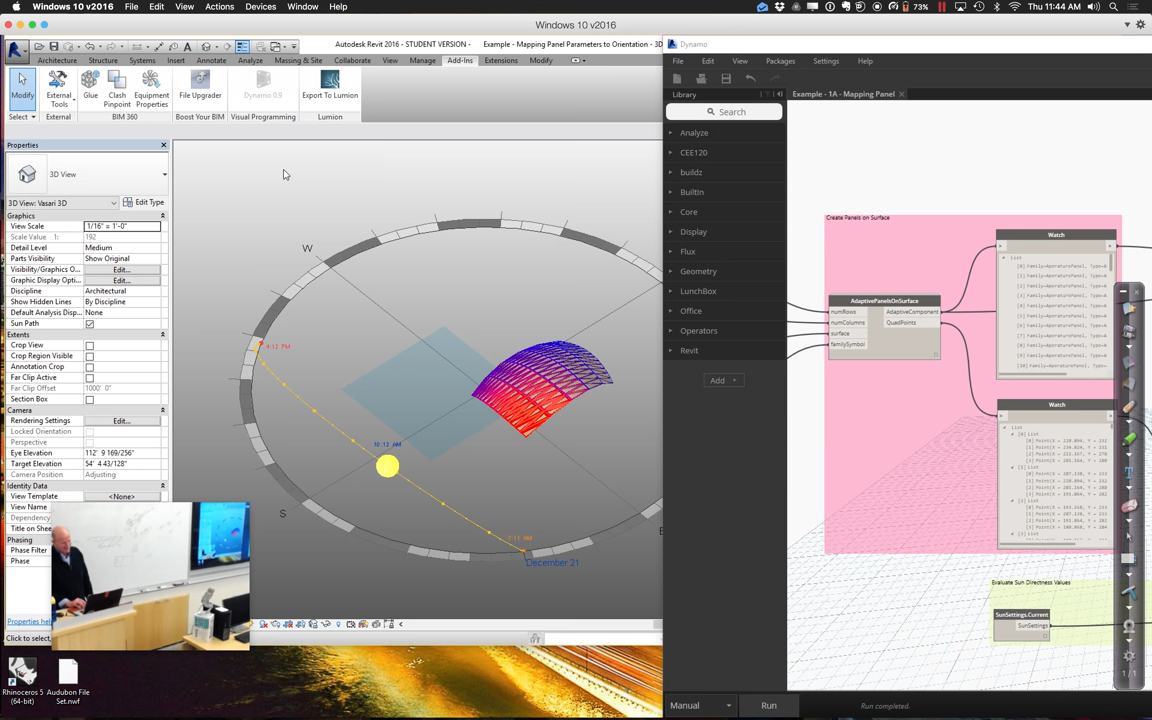 Windows 10 v2016 File Edit View Actions Devices Window Help 73% Thu 11:44 AM
Windows 10 v2016
Autodesk Revit 2016 - STUDENT VERSION - Example - Mapping Panel Parameters to Orientation - 3D
Architecture Structure Systems Insert Annotate Analyze Massing & Site Collaborate View Manage Add-Ins Extensions Modify
Modify External Tools Glue Clash Pinpoint Equipment Properties File Upgrader Dynamo 0.9 Export To Lumion
Select External BIM 360 Boost Your BIM Visual Programming Lumion
Properties
3D View
3D View: Vasari 3D Edit Type
Graphics
View Scale 1/16" = 1'-0"
Scale Value 1: 192
Detail Level Medium
Parts Visibility Show Original
Visibility/Graphics O... Edit...
Graphic Display Opti... Edit...
Discipline Architectural
Show Hidden Lines By Discipline
Default Analysis Disp... None
Sun Path
Extents
Crop View
Crop Region Visible
Annotation Crop
Far Clip Active
Far Clip Offset 1000' 0"
Section Box
Camera
Rendering Settings Edit...
Locked Orientation
Perspective
Eye Elevation 112' 9 169/256"
Target Elevation 54' 4 43/128"
Camera Position Adjusting
Identity Data
View Template <None>
View Name
Dependency
Title on Shee
Phasing
Phase Filter
Phase
Properties help
Click to select,
W
4:12 PM
10:12 AM
S
E
7:11 AM
December 21
Rhinoceros 5 (64-bit)
Audubon File Set.nwf
Dynamo
File Edit View Packages Settings Help
Library
Search
Analyze
CEE120
buildz
BuiltIn
Core
Display
Flux
Geometry
LunchBox
Office
Operators
Revit
Add
Example - 1A - Mapping Panel
Create Panels on Surface
AdaptivePanelsOnSurface
numRows AdaptiveComponent
numColumns QuadPoints
surface
familySymbol
Watch
List
Watch
List
[0] List
Evaluate Sun Directness Values
SunSettings.Current
SunSettings
1 / 1
Manual Run Run completed.